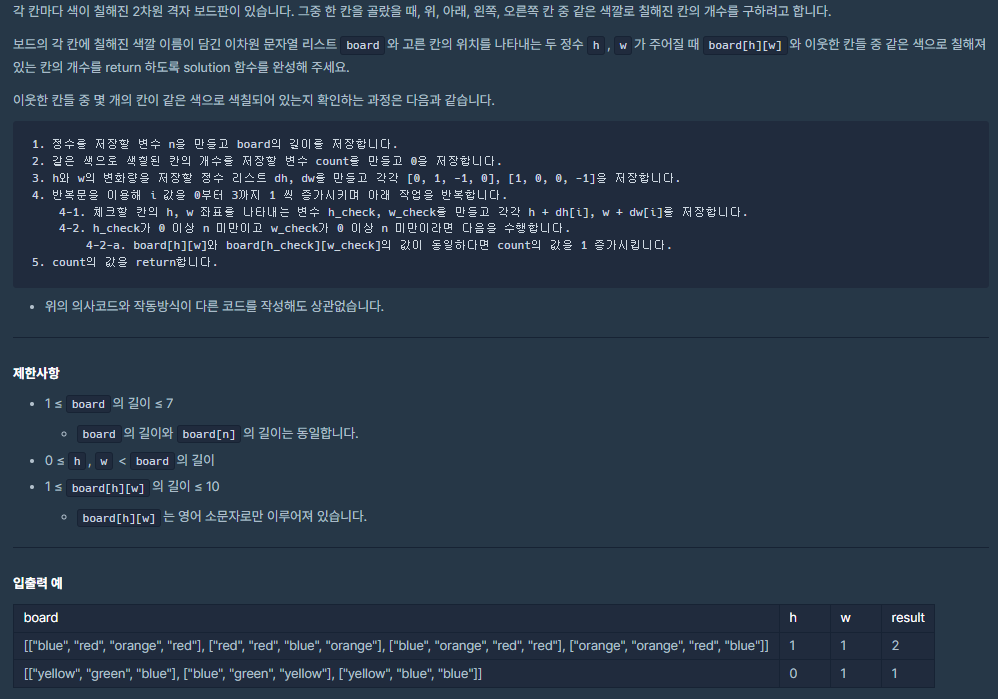 각 칸마다 색이 칠해진 2차원 격자 보드판이 있습니다. 그중 한 칸을 골랐을 때, 위, 아래, 왼쪽, 오른쪽 칸 중 같은 색깔로 칠해진 칸의 개수를 구하려고 합니다.
보드의 각 칸에 칠해진 색깔 이름이 담긴 이차원 문자열 리스트 board 와 고른 칸의 위치를 나타내는 두 정수 h , w 가 주어질 때 board[h][w] 와 이웃한 칸들 중 같은 색으로 칠해져
있는 칸의 개수를 return 하도록 solution 함수를 완성해 주세요.
이웃한 칸들 중 몇 개의 칸이 같은 색으로 색칠되어 있는지 확인하는 과정은 다음과 같습니다.
1. 정수를 저장할 변수 n을 만들고 board의 길이를 저장합니다.
2. 같은 색으로 색칠된 칸의 개수를 저장할 변수 count를 만들고 0을 저장합니다.
3. h와 w의 변화량을 저장할 정수 리스트 dh, dw를 만들고 각각 [0, 1, -1, 0], [1, 0, 0, -1]을 저장합니다.
4. 반복문을 이용해 i 값을 0부터 3까지 1 씩 증가시키며 아래 작업을 반복합니다.
4-1. 체크할 칸의 h, w 좌표를 나타내는 변수 h_check, w_check를 만들고 각각 h + dh[i], w + dw[i]를 저장합니다.
4-2. h_check가 0 이상 n 미만이고 w_check가 0 이상 n 미만이라면 다음을 수행합니다.
4-2-a. board[h][w]와 board[h_check][w_check]의 값이 동일하다면 count의 값을 1 증가시킵니다.
5. count의 값을 return합니다.
• 위의 의사코드와 작동방식이 다른 코드를 작성해도 상관없습니다.
제한사항
• 1 ≤ board 의 길이 ≤ 7
◦ board 의 길이와 board[n] 의 길이는 동일합니다.
• 0 ≤ h , w < board 의 길이
• 1 ≤ board[h][w] 의 길이 ≤ 10
◦ board[h][w] 는 영어 소문자로만 이루어져 있습니다.
입출력 예
board h w result
[["blue", "red", "orange", "red"], ["red", "red", "blue", "orange"], ["blue", "orange", "red", "red"], ["orange", "orange", "red", "blue"]] 1 1 2
[["yellow", "green", "blue"], ["blue", "green", "yellow"], ["yellow", "blue", "blue"]] 0 1 1